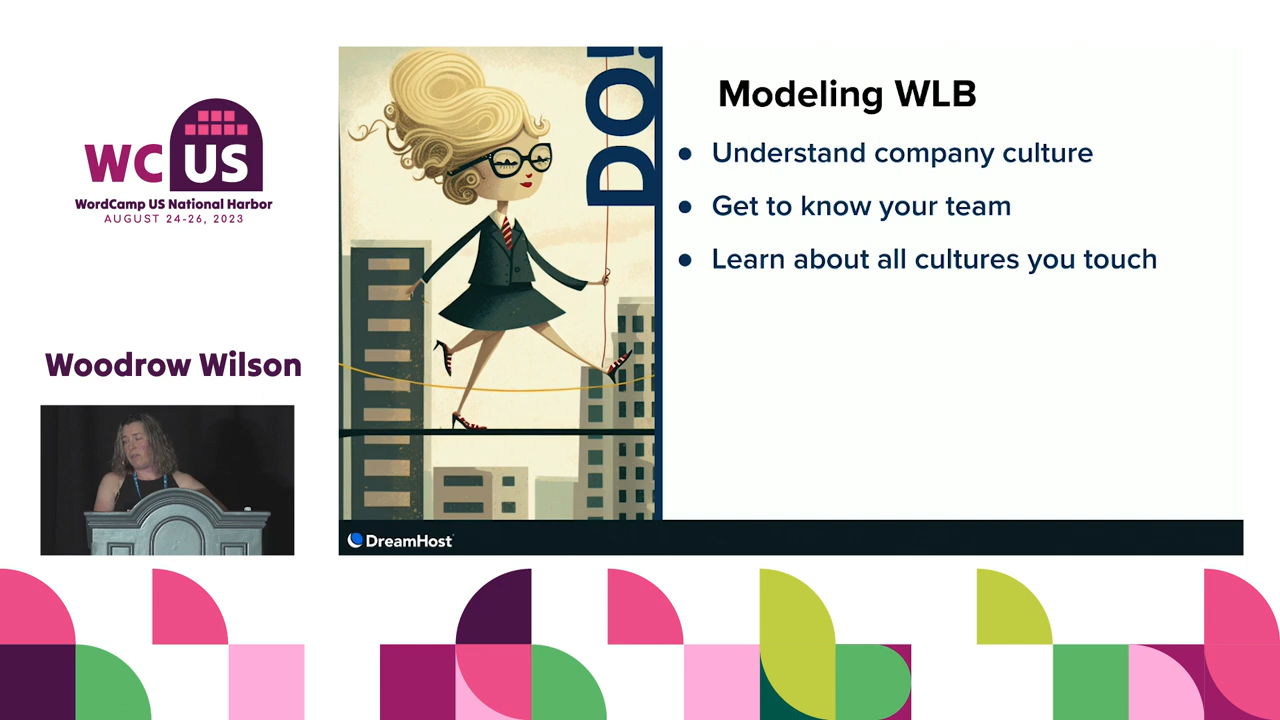 WC US
WordCamp US National Harbor
AUGUST 24-26, 2023
Woodrow Wilson
DO!
Modeling WLB
● Understand company culture
● Get to know your team
● Learn about all cultures you touch
DreamHost